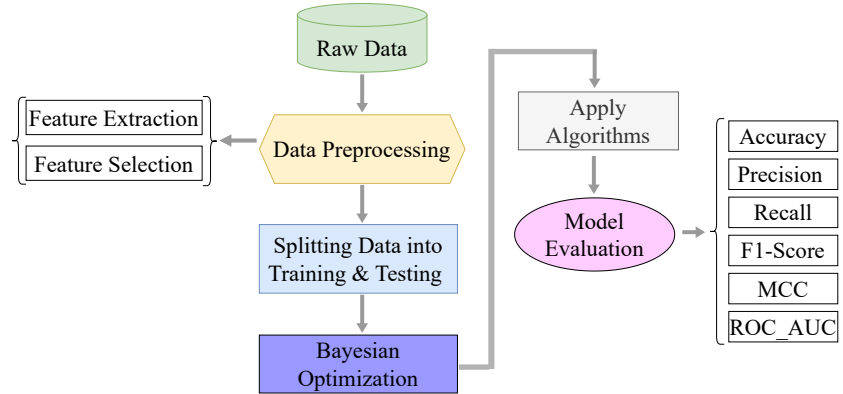 Raw Data
Feature Extraction
Feature Selection
Data Preprocessing
Splitting Data into
Training & Testing
Bayesian
Optimization
Apply
Algorithms
Model
Evaluation
Accuracy
Precision
Recall
F1-Score
MCC
ROC_AUC